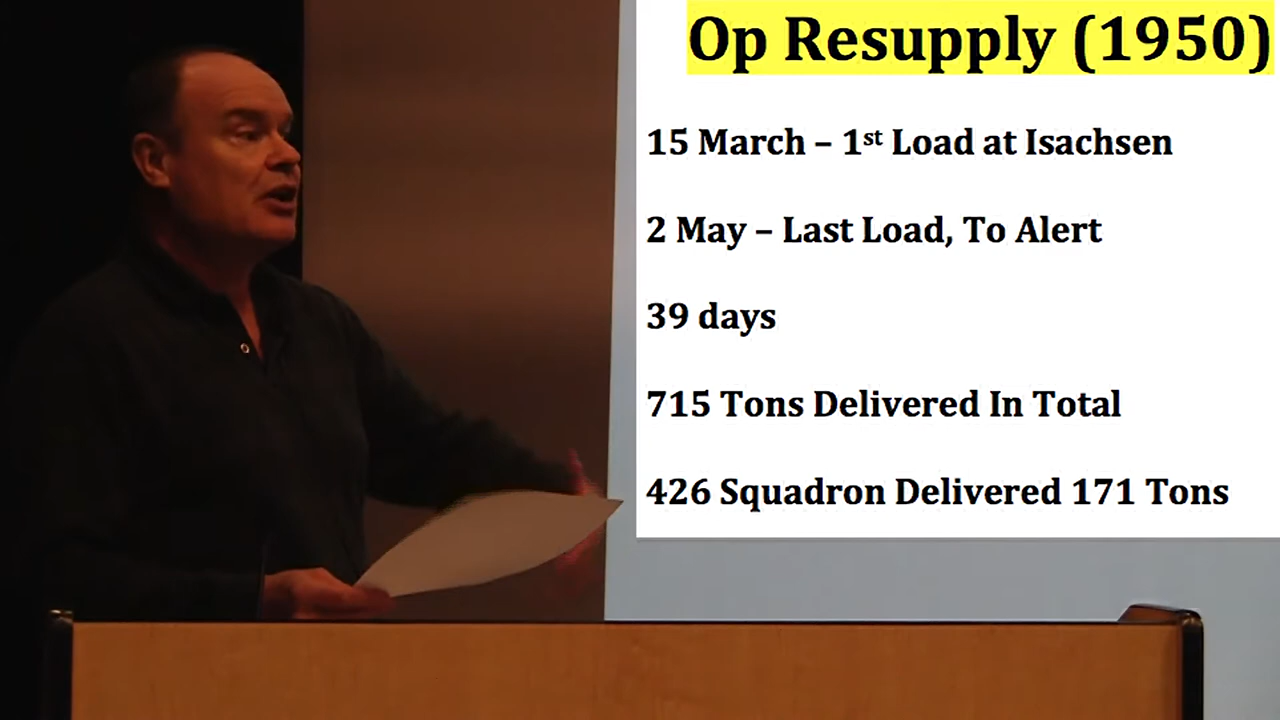 Op Resupply (1950)
15 March – 1st Load at Isachsen
2 May – Last Load, To Alert
39 days
715 Tons Delivered In Total
426 Squadron Delivered 171 Tons